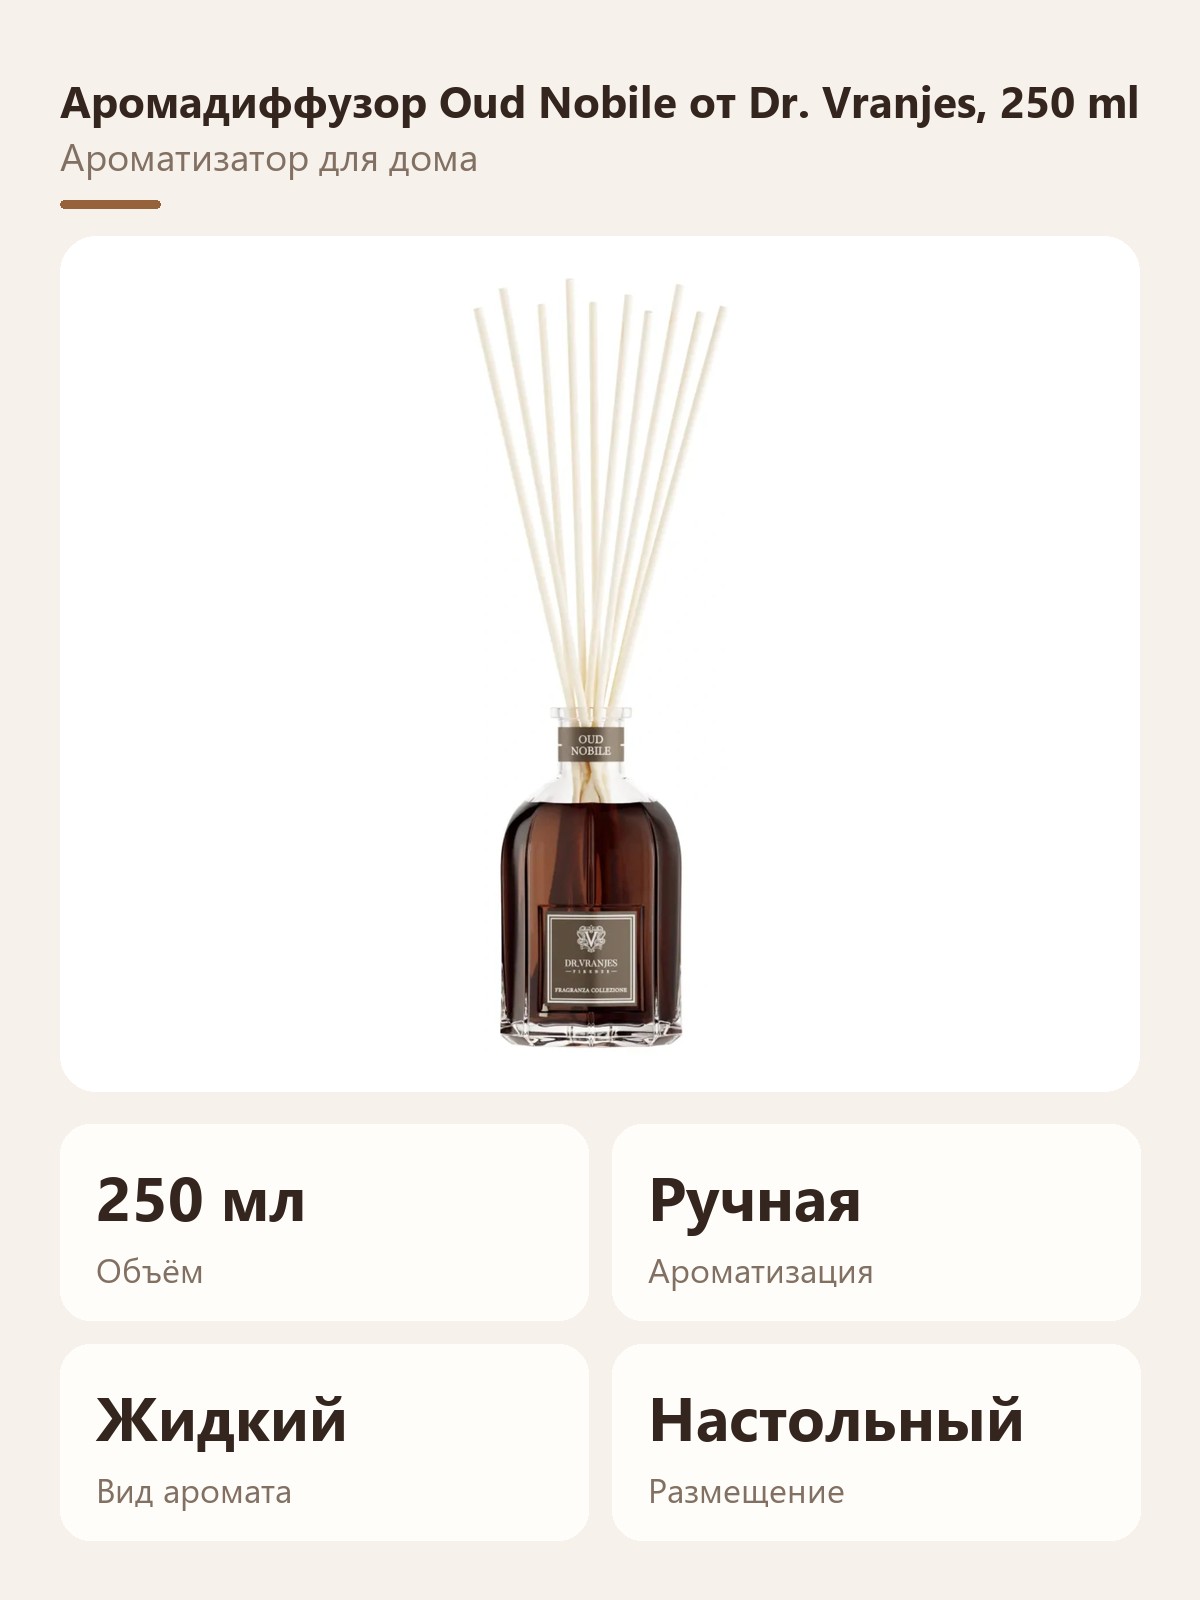 Аромадиффузор Oud Nobile от Dr. Vranjes, 250 ml
Ароматизатор для дома
OUD
NOBILE
V
DR.VRANJES
FIRENZE
FRAGRANZA COLLEZIONE
250 мл
Объём
Ручная
Ароматизация
Жидкий
Вид аромата
Настольный
Размещение